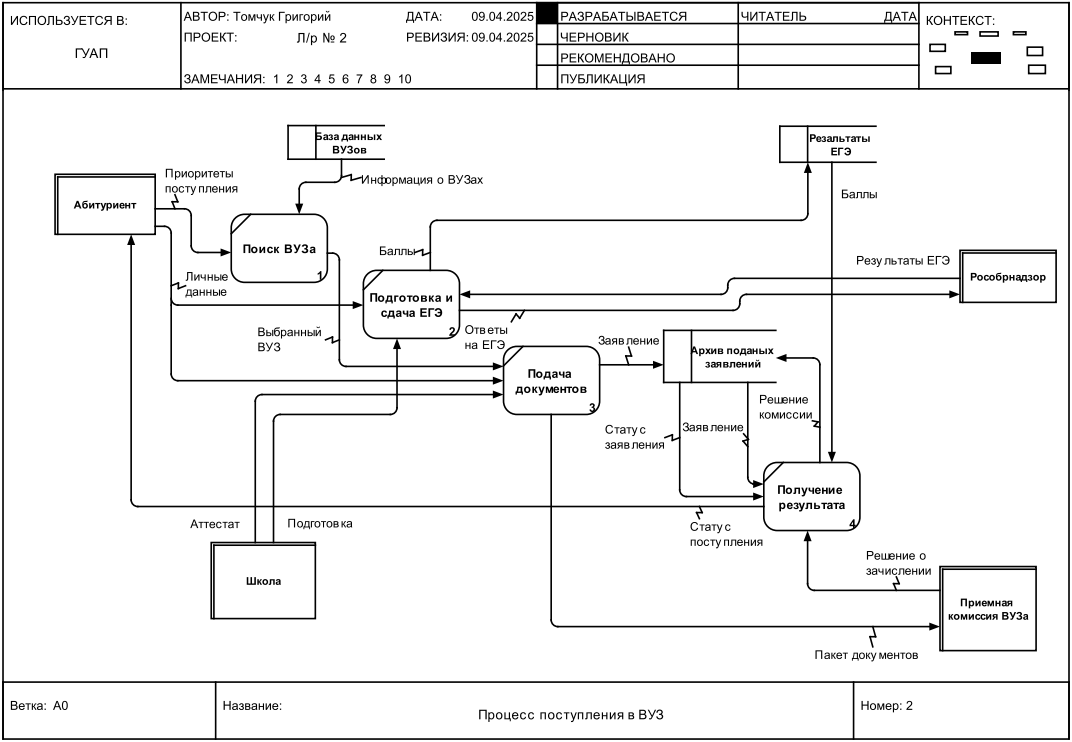 ИСПОЛЬЗУЕТСЯ В:
ГУАП
АВТОР: Томчук Григорий
ДАТА: 09.04.2025
ПРОЕКТ: Л/р № 2
РЕВИЗИЯ: 09.04.2025
ЗАМЕЧАНИЯ: 1 2 3 4 5 6 7 8 9 10
РАЗРАБАТЫВАЕТСЯ
ЧЕРНОВИК
РЕКОМЕНДОВАНО
ПУБЛИКАЦИЯ
ЧИТАТЕЛЬ
ДАТА
КОНТЕКСТ:
База данных
ВУЗов
Резальтаты
ЕГЭ
Приоритеты
поступления
Информация о ВУЗах
Абитуриент
Баллы
Поиск ВУЗа
1
Баллы
Результаты ЕГЭ
Рособрнадзор
Личные
данные
Подготовка и
сдача ЕГЭ
2
Выбранный
ВУЗ
Ответы
на ЕГЭ
Заявление
Архив поданых
заявлений
Подача
документов
3
Решение
комиссии
Статус
заявления
Заявление
Получение
результата
4
Аттестат
Подготовка
Статус
поступления
Школа
Решение о
зачислении
Приемная
комиссия ВУЗа
Пакет документов
Ветка: A0
Название:
Процесс поступления в ВУЗ
Номер: 2